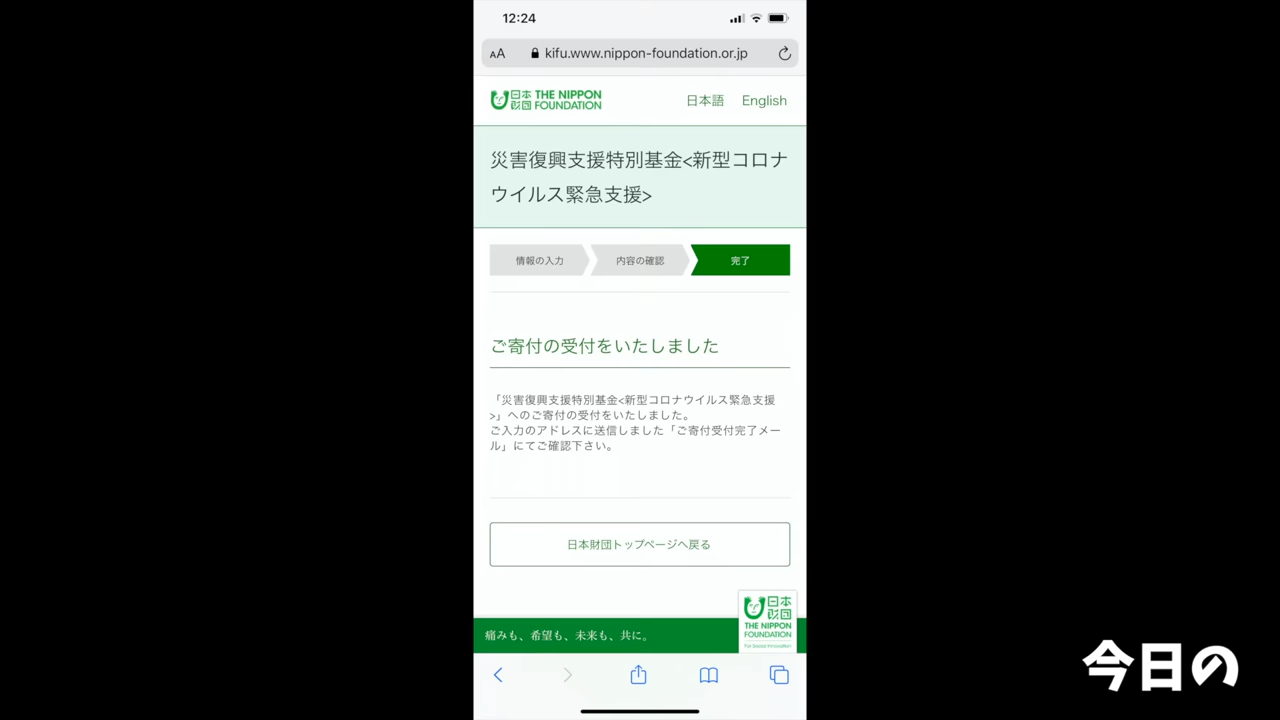 12:24
AA kifu.www.nippon-foundation.or.jp
日本財団 THE NIPPON FOUNDATION
日本語 English
災害復興支援特別基金<新型コロナ
ウイルス緊急支援>
情報の入力 内容の確認 完了
ご寄付の受付をいたしました
「災害復興支援特別基金<新型コロナウイルス緊急支援
>」へのご寄付の受付をいたしました。
ご入力のアドレスに送信しました「ご寄付受付完了メー
ル」にてご確認下さい。
日本財団トップページへ戻る
日本
財団
THE NIPPON
FOUNDATION
For Social Innovation
痛みも、希望も、未来も、共に。
今日の